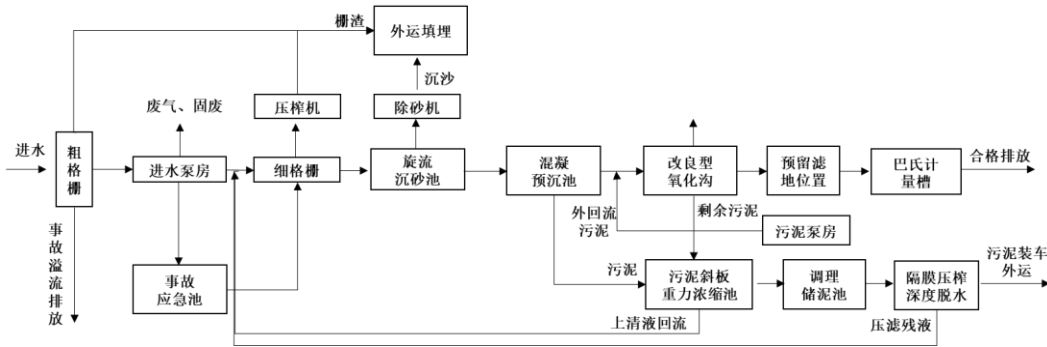 栅渣
外运填埋
沉沙
废气、固废
压榨机
除砂机
进水
粗格栅
进水泵房
细格栅
旋流
沉砂池
混凝
预沉池
改良型
氧化沟
预留滤
地位置
巴氏计
量槽
合格排放
外回流
污泥
剩余污泥
污泥泵房
事故溢流排放
事故
应急池
污泥
污泥斜板
重力浓缩池
调理
储泥池
隔膜压榨
深度脱水
污泥装车
外运
上清液回流
压滤残液